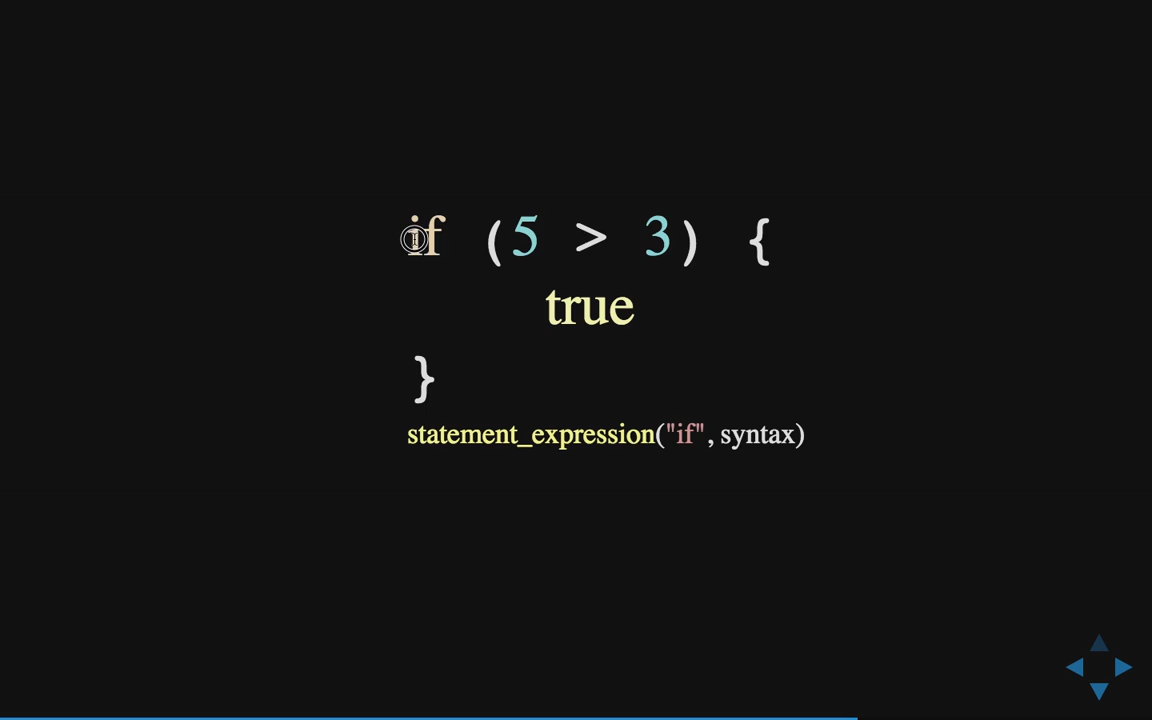 if (5 > 3) {
true
}
statement_expression("if", syntax)